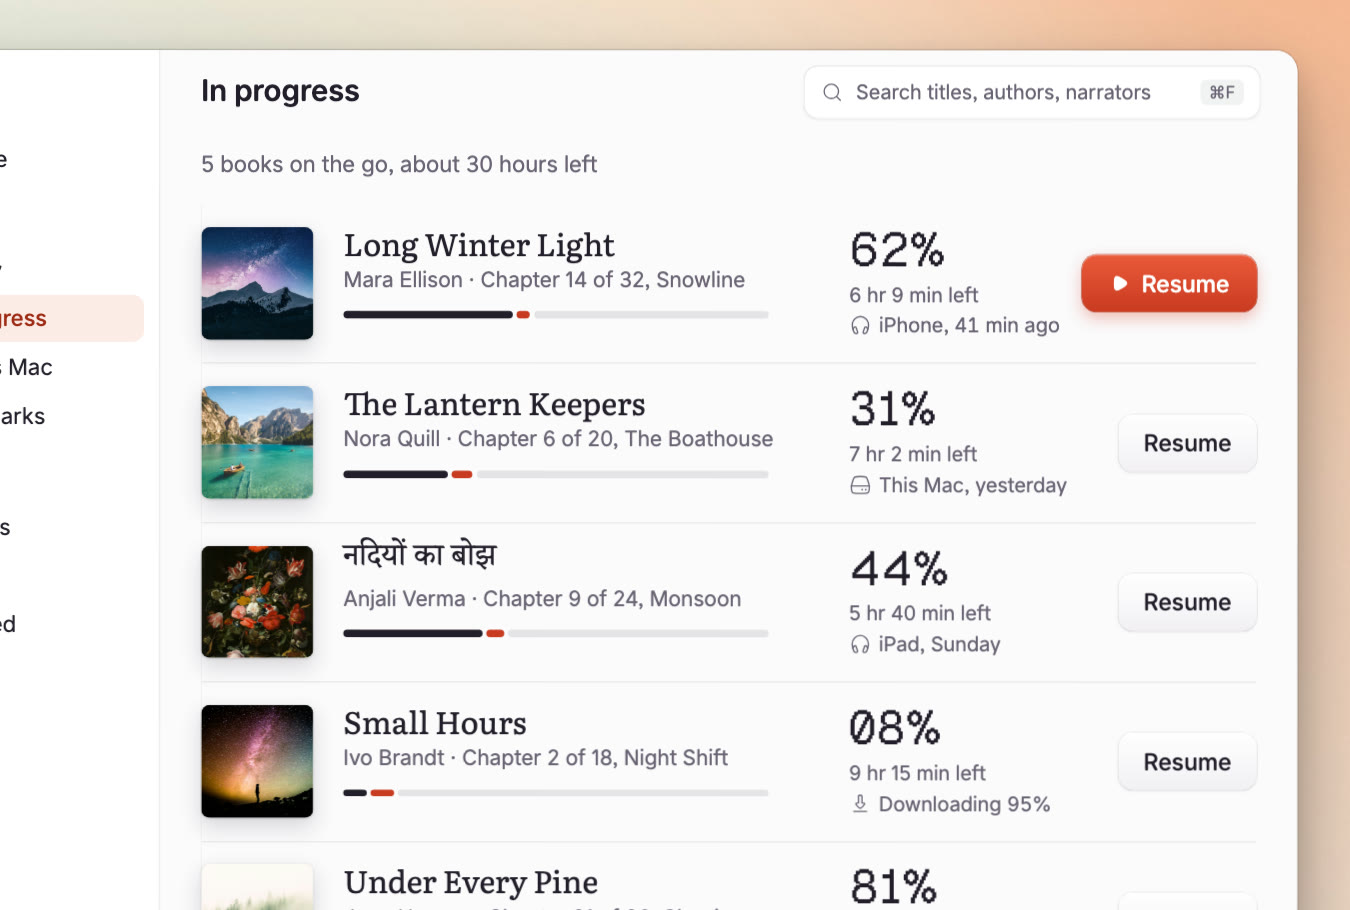 In progress
Search titles, authors, narrators ⌘F
5 books on the go, about 30 hours left
s Mac
Long Winter Light
Mara Ellison · Chapter 14 of 32, Snowline
62%
6 hr 9 min left
iPhone, 41 min ago
Resume
The Lantern Keepers
Nora Quill · Chapter 6 of 20, The Boathouse
31%
7 hr 2 min left
This Mac, yesterday
Resume
नदियों का बोझ
Anjali Verma · Chapter 9 of 24, Monsoon
44%
5 hr 40 min left
iPad, Sunday
Resume
Small Hours
Ivo Brandt · Chapter 2 of 18, Night Shift
08%
9 hr 15 min left
Downloading 95%
Resume
Under Every Pine
81%